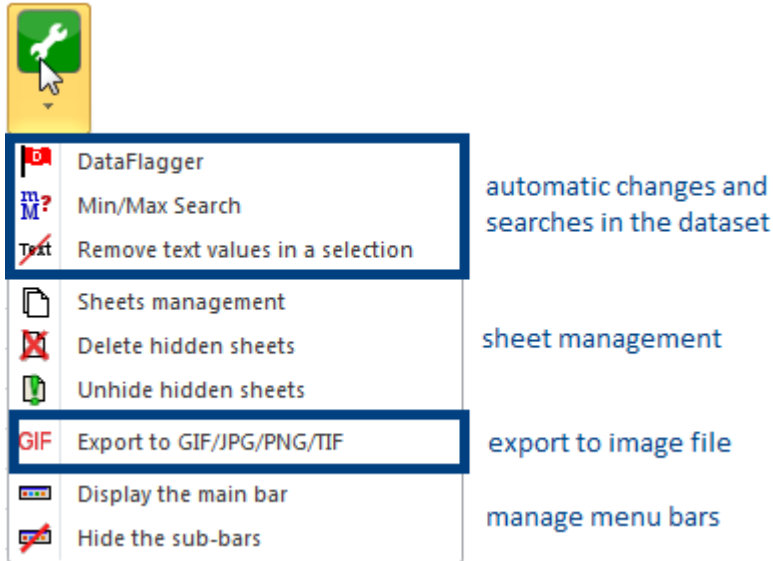 D
DataFlagger
automatic changes and
m
M?
Min/Max Search
searches in the dataset
Text
Remove text values in a selection
Sheets management
sheet management
Delete hidden sheets
Unhide hidden sheets
GIF
Export to GIF/JPG/PNG/TIF
export to image file
Display the main bar
manage menu bars
Hide the sub-bars